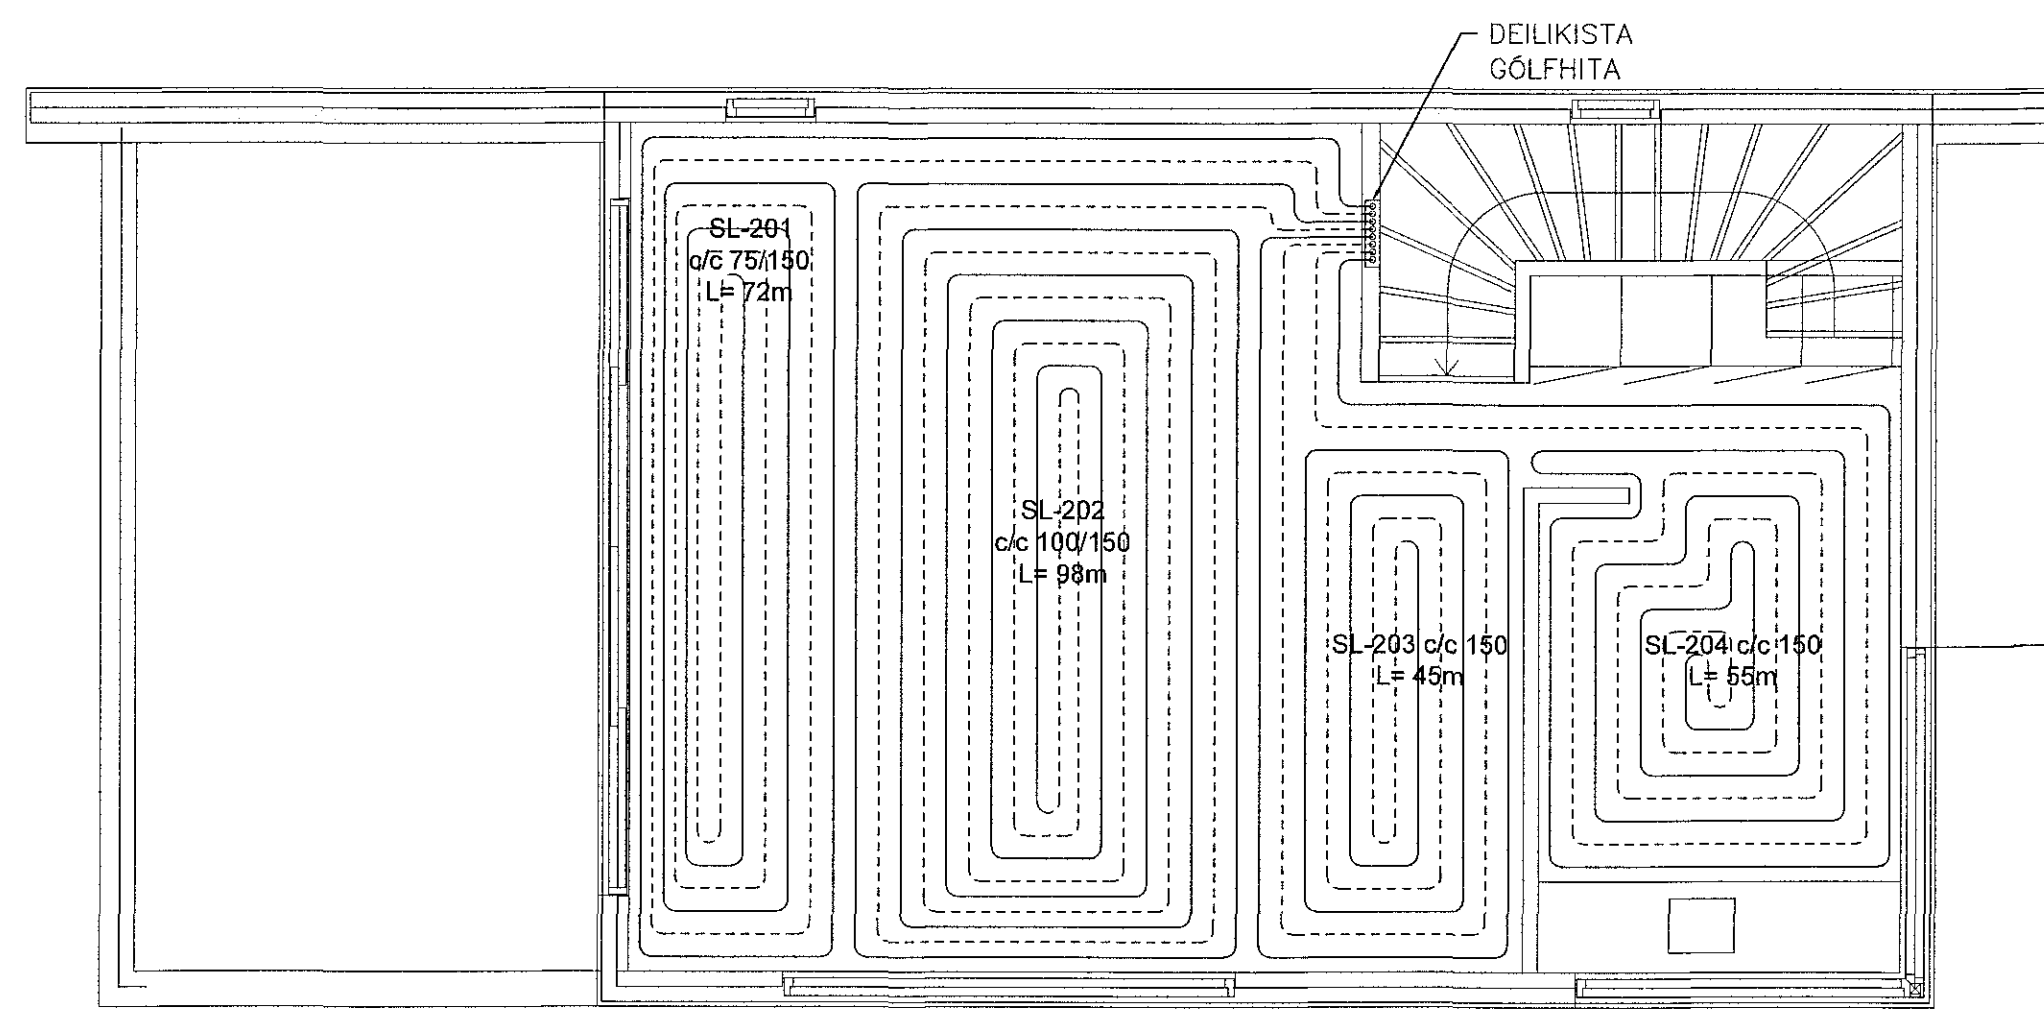 DEILIKISTA
GÓLFHITA
SL-201
c/c 75/150
L= 72m
SL-202
c/c 100/150
L= 98m
SL-203 c/c 150
L= 45m
SL-204 c/c 150
L= 55m